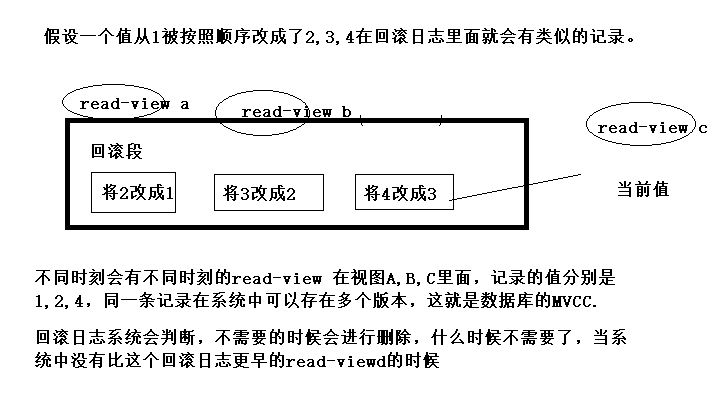 假设一个值从1被按照顺序改成了2,3,4在回滚日志里面就会有类似的记录。
read-view a
read-view b
read-view c
回滚段
将2改成1
将3改成2
将4改成3
当前值
不同时刻会有不同时刻的read-view 在视图A,B,C里面，记录的值分别是
1,2,4，同一条记录在系统中可以存在多个版本，这就是数据库的MVCC.
回滚日志系统会判断，不需要的时候会进行删除，什么时候不需要了，当系
统中没有比这个回滚日志更早的read-viewd的时候